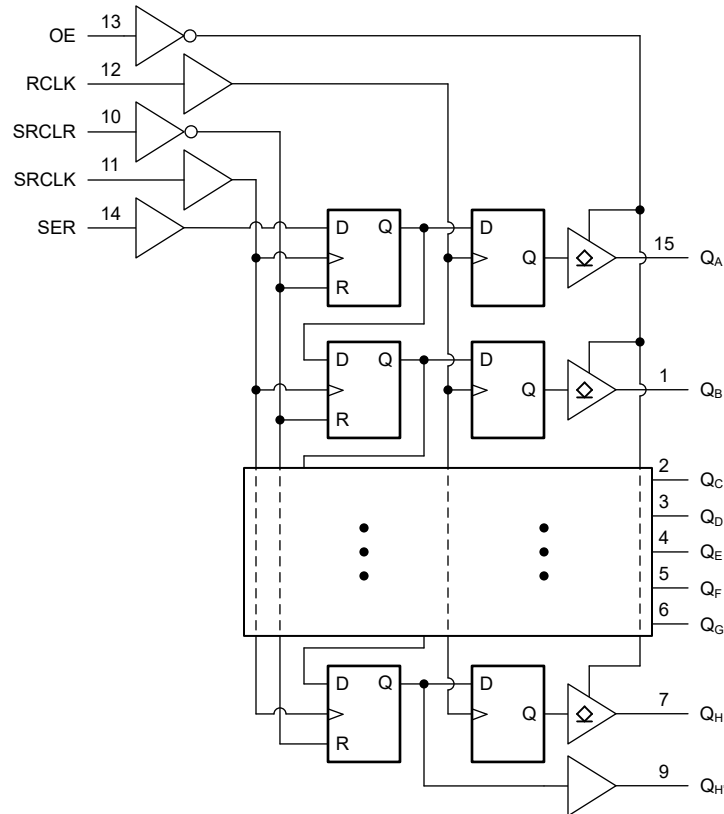 OE 13
RCLK 12
SRCLR 10
SRCLK 11
SER 14
D Q D Q 15 QA
R
D Q D Q 1 QB
R
2 QC
3 QD
4 QE
5 QF
6 QG
D Q D Q 7 QH
R
9 QH